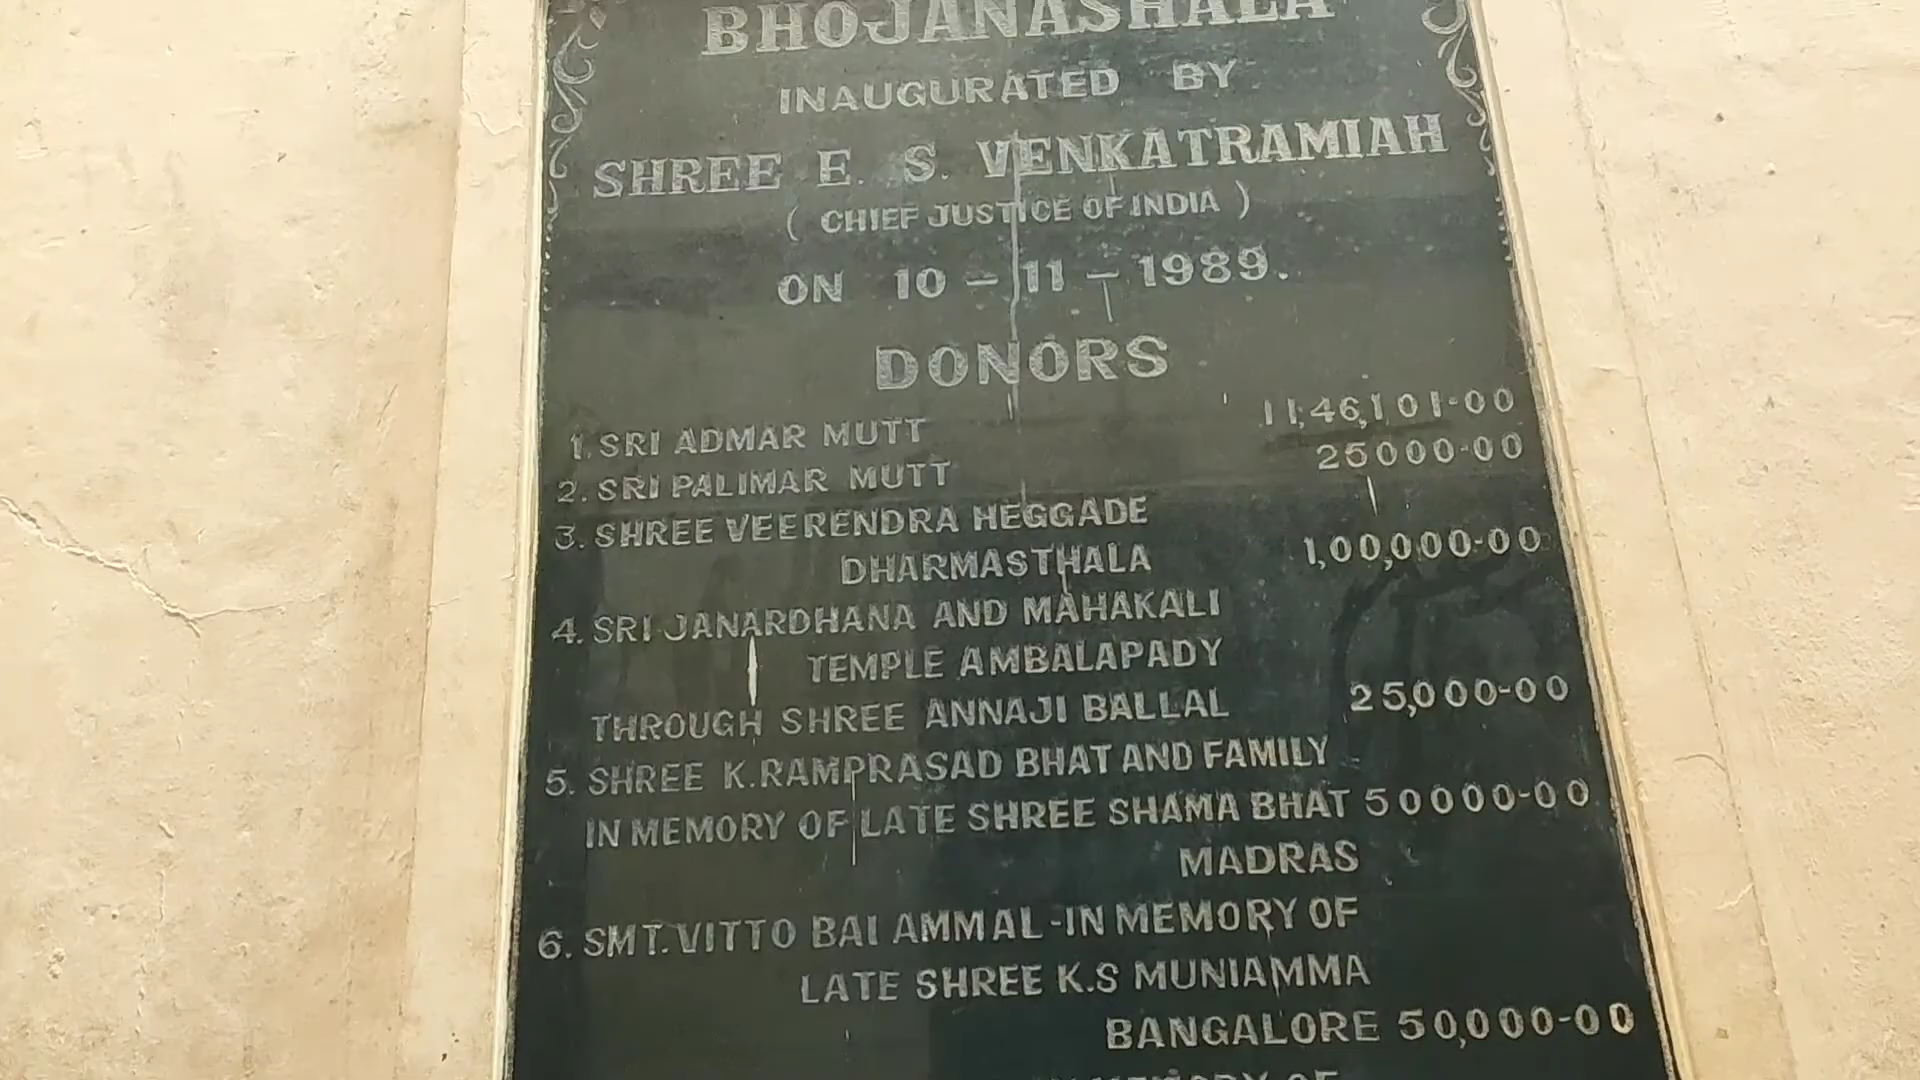 BHOJANASHALA
INAUGURATED BY
SHREE E. S. VENKATRAMIAH
( CHIEF JUSTICE OF INDIA )
ON 10 - 11 - 1989.
DONORS
1. SRI ADMAR MUTT 11,46,101-00
2. SRI PALIMAR MUTT 25000-00
3. SHREE VEERENDRA HEGGADE
DHARMASTHALA 1,00,000-00
4. SRI JANARDHANA AND MAHAKALI
TEMPLE AMBALAPADY
THROUGH SHREE ANNAJI BALLAL 25,000-00
5. SHREE K.RAMPRASAD BHAT AND FAMILY
IN MEMORY OF LATE SHREE SHAMA BHAT 50000-00
MADRAS
6. SMT. VITTO BAI AMMAL -IN MEMORY OF
LATE SHREE K.S MUNIAMMA
BANGALORE 50,000-00